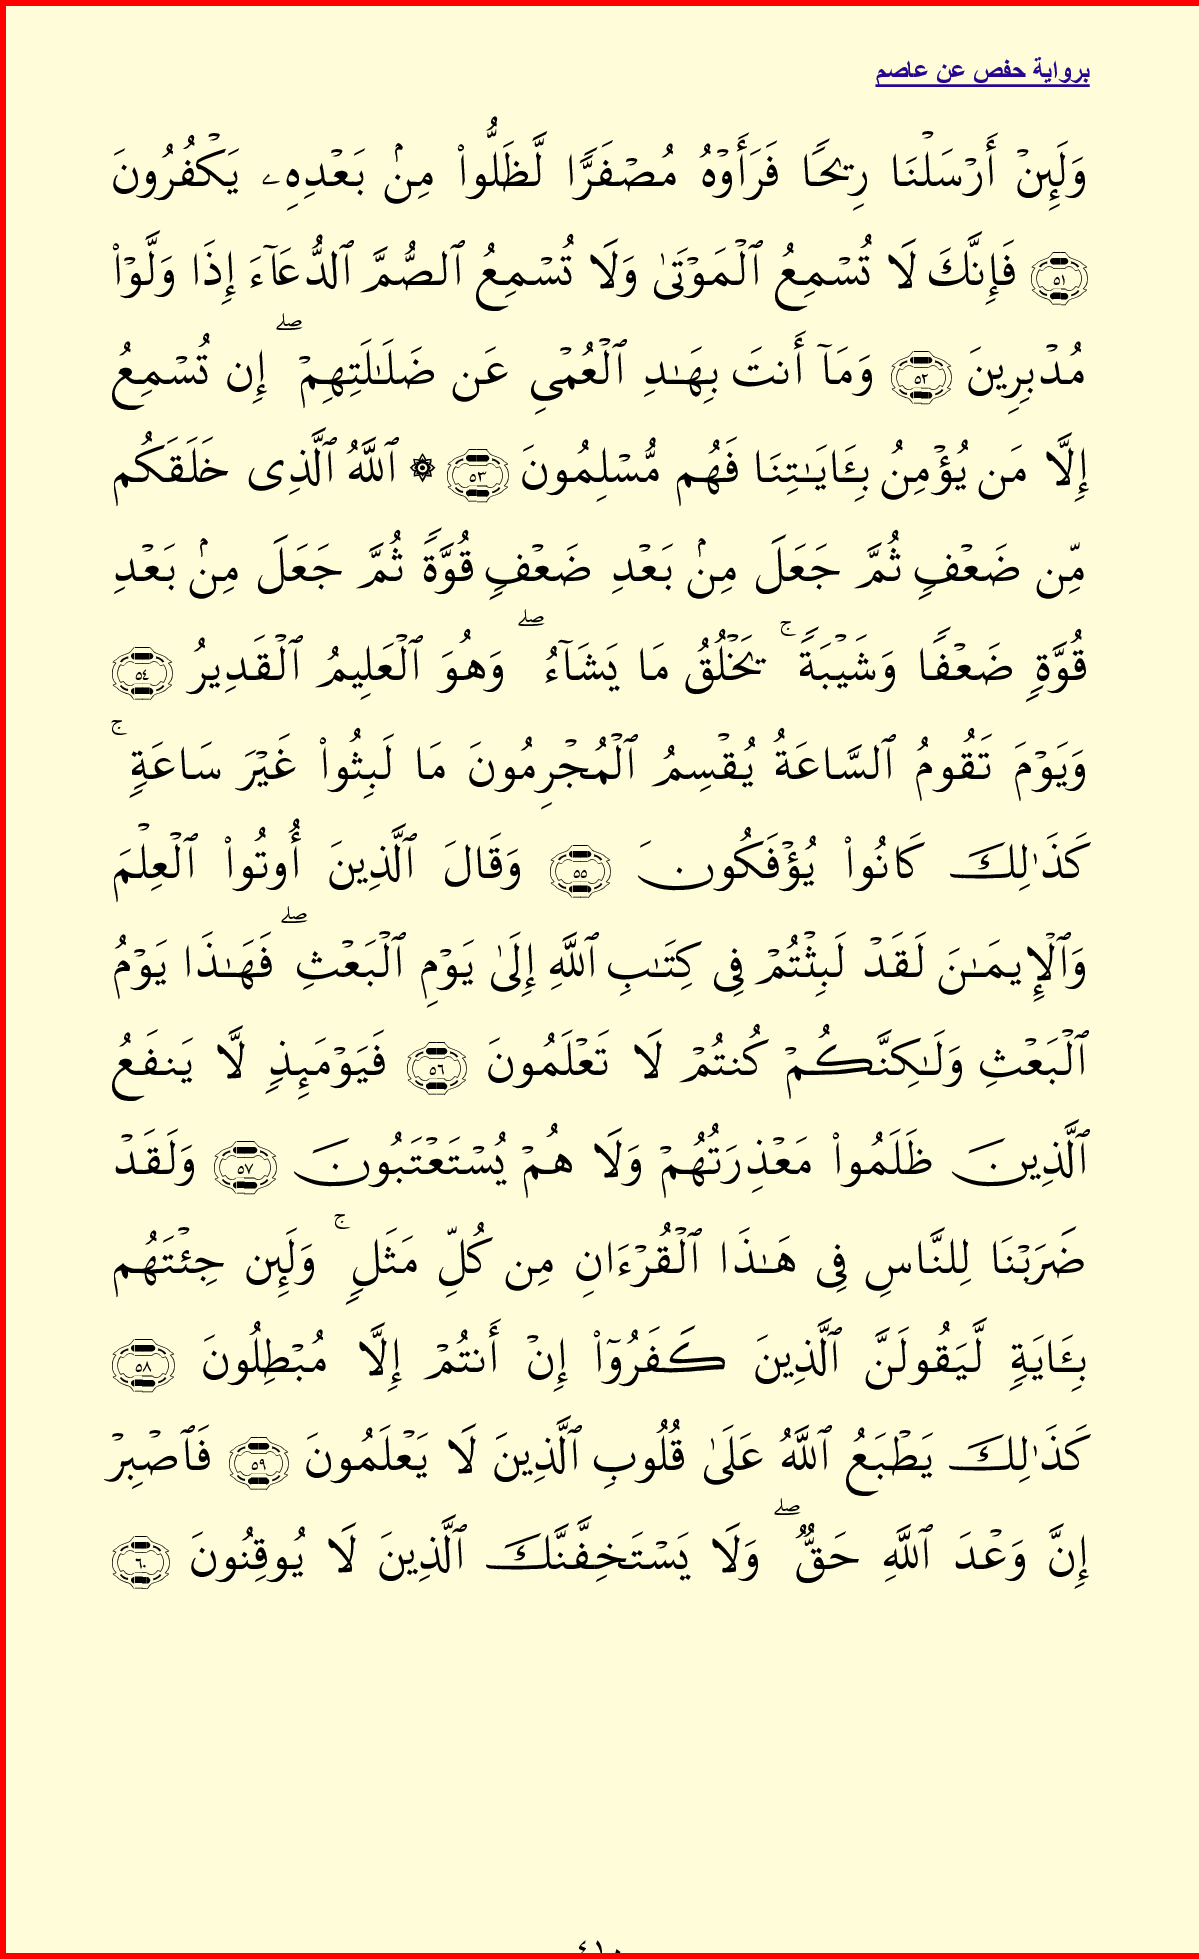 برواية حفص عن عاصم
وَلَئِنْ أَرْسَلْنَا رِيحًا فَرَأَوْهُ مُصْفَرًّا لَّظَلُّوا۟ مِنۢ بَعْدِهِۦ يَكْفُرُونَ
﴿٥١﴾ فَإِنَّكَ لَا تُسْمِعُ ٱلْمَوْتَىٰ وَلَا تُسْمِعُ ٱلصُّمَّ ٱلدُّعَآءَ إِذَا وَلَّوْا۟
مُدْبِرِينَ ﴿٥٢﴾ وَمَآ أَنتَ بِهَـٰدِ ٱلْعُمْىِ عَن ضَلَـٰلَتِهِمْ ۖ إِن تُسْمِعُ
إِلَّا مَن يُؤْمِنُ بِـَٔايَـٰتِنَا فَهُم مُّسْلِمُونَ ﴿٥٣﴾ ۞ ٱللَّهُ ٱلَّذِى خَلَقَكُم
مِّن ضَعْفٍ ثُمَّ جَعَلَ مِنۢ بَعْدِ ضَعْفٍ قُوَّةً ثُمَّ جَعَلَ مِنۢ بَعْدِ
قُوَّةٍ ضَعْفًا وَشَيْبَةً ۚ يَخْلُقُ مَا يَشَآءُ ۖ وَهُوَ ٱلْعَلِيمُ ٱلْقَدِيرُ ﴿٥٤﴾
وَيَوْمَ تَقُومُ ٱلسَّاعَةُ يُقْسِمُ ٱلْمُجْرِمُونَ مَا لَبِثُوا۟ غَيْرَ سَاعَةٍ ۚ
كَذَٰلِكَ كَانُوا۟ يُؤْفَكُونَ ﴿٥٥﴾ وَقَالَ ٱلَّذِينَ أُوتُوا۟ ٱلْعِلْمَ
وَٱلْإِيمَـٰنَ لَقَدْ لَبِثْتُمْ فِى كِتَـٰبِ ٱللَّهِ إِلَىٰ يَوْمِ ٱلْبَعْثِ ۖ فَهَـٰذَا يَوْمُ
ٱلْبَعْثِ وَلَـٰكِنَّكُمْ كُنتُمْ لَا تَعْلَمُونَ ﴿٥٦﴾ فَيَوْمَئِذٍ لَّا يَنفَعُ
ٱلَّذِينَ ظَلَمُوا۟ مَعْذِرَتُهُمْ وَلَا هُمْ يُسْتَعْتَبُونَ ﴿٥٧﴾ وَلَقَدْ
ضَرَبْنَا لِلنَّاسِ فِى هَـٰذَا ٱلْقُرْءَانِ مِن كُلِّ مَثَلٍ ۚ وَلَئِن جِئْتَهُم
بِـَٔايَةٍ لَّيَقُولَنَّ ٱلَّذِينَ كَفَرُوٓا۟ إِنْ أَنتُمْ إِلَّا مُبْطِلُونَ ﴿٥٨﴾
كَذَٰلِكَ يَطْبَعُ ٱللَّهُ عَلَىٰ قُلُوبِ ٱلَّذِينَ لَا يَعْلَمُونَ ﴿٥٩﴾ فَٱصْبِرْ
إِنَّ وَعْدَ ٱللَّهِ حَقٌّ ۖ وَلَا يَسْتَخِفَّنَّكَ ٱلَّذِينَ لَا يُوقِنُونَ ﴿٦٠﴾